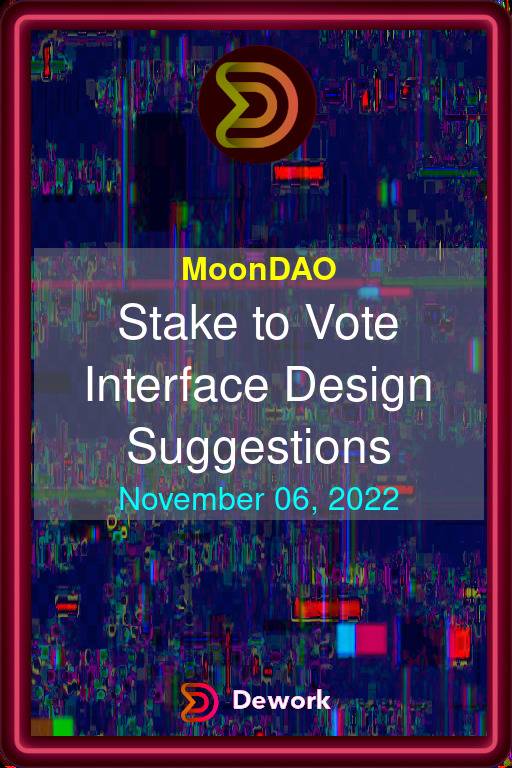 MoonDAO
Stake to Vote
Interface Design
Suggestions
November 06, 2022
Dework